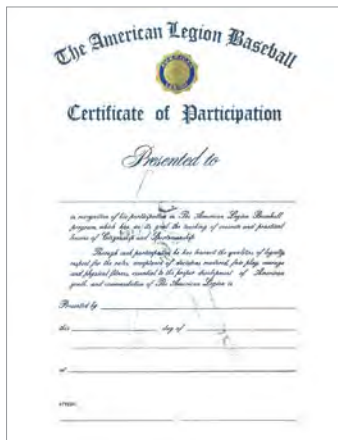 The American Legion Baseball
Certificate of Participation
Presented to
in recognition of his participation in The American Legion Baseball
program, which has as its goal the teaching of concrete and practical
lessons of Citizenship and Sportsmanship.
Through such participation he has learned the qualities of loyalty,
respect for the rules, of decisions rendered, fair play, courage
and physical fitness, essential to the perfect development of American
youth, and commendation of The American Legion is
Presented by
this day of
at
ATTEST: